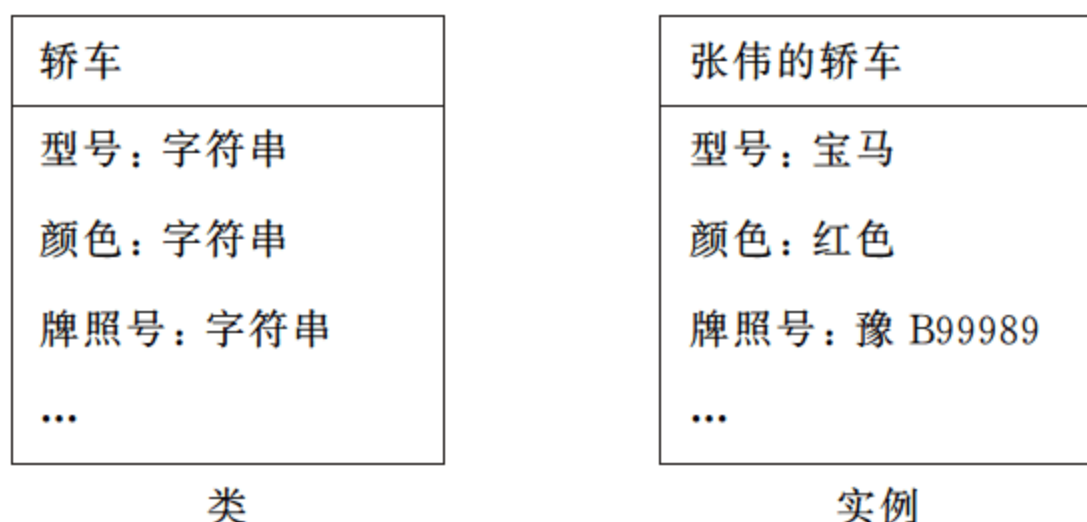 轿车
型号：字符串
颜色：字符串
牌照号：字符串
…
类
张伟的轿车
型号：宝马
颜色：红色
牌照号：豫 B99989
…
实例